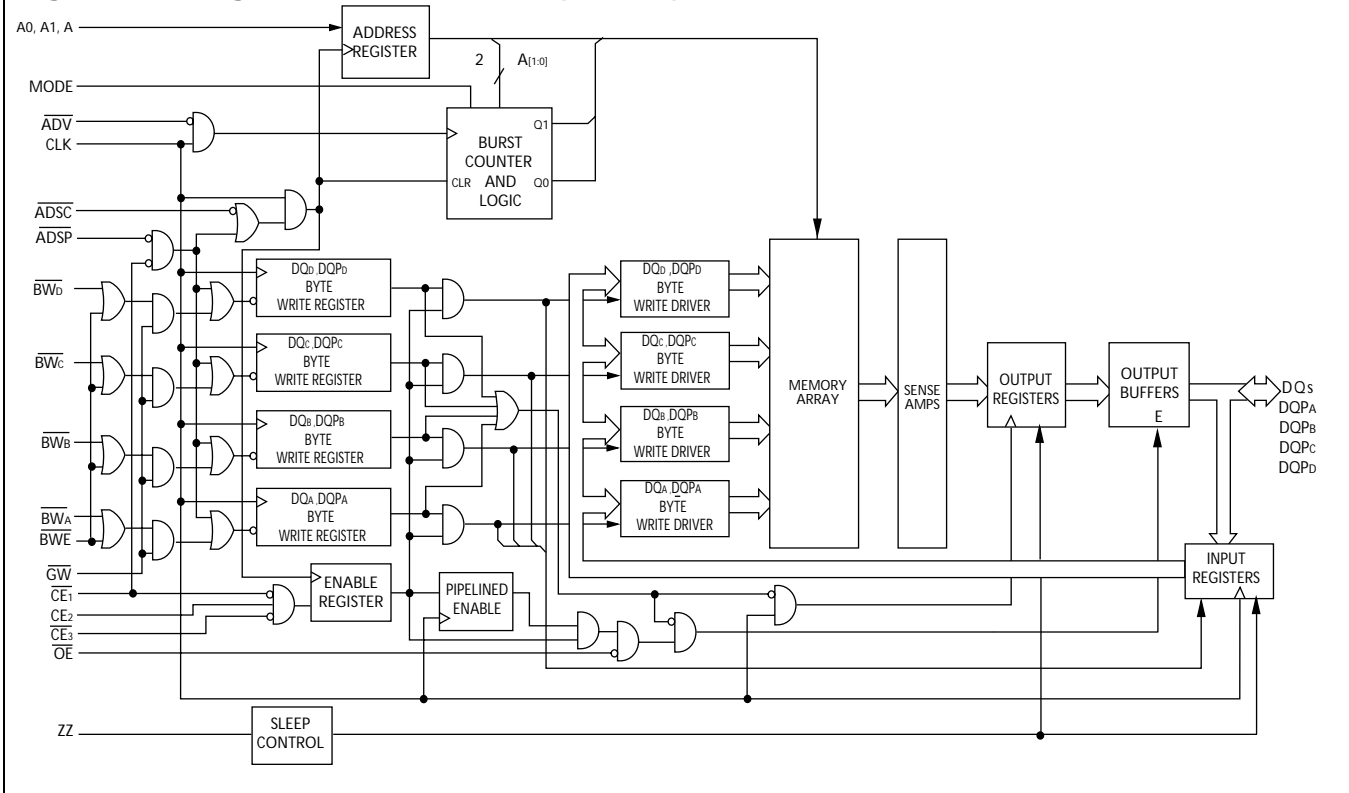 A0, A1, A
ADDRESS
REGISTER
2
A[1:0]
MODE
ADV
CLK
BURST
COUNTER
AND
LOGIC
CLR
Q1
Q0
ADSC
ADSP
BWD
BWC
BWB
BWA
BWE
GW
CE1
CE2
CE3
OE
ZZ
DQD ,DQPD
BYTE
WRITE REGISTER
DQC ,DQPC
BYTE
WRITE REGISTER
DQB ,DQPB
BYTE
WRITE REGISTER
DQA ,DQPA
BYTE
WRITE REGISTER
ENABLE
REGISTER
PIPELINED
ENABLE
SLEEP
CONTROL
DQD ,DQPD
BYTE
WRITE DRIVER
DQC ,DQPC
BYTE
WRITE DRIVER
DQB ,DQPB
BYTE
WRITE DRIVER
DQA ,DQPA
BYTE
WRITE DRIVER
MEMORY
ARRAY
SENSE
AMPS
OUTPUT
REGISTERS
OUTPUT
BUFFERS
E
DQs
DQPA
DQPB
DQPC
DQPD
INPUT
REGISTERS